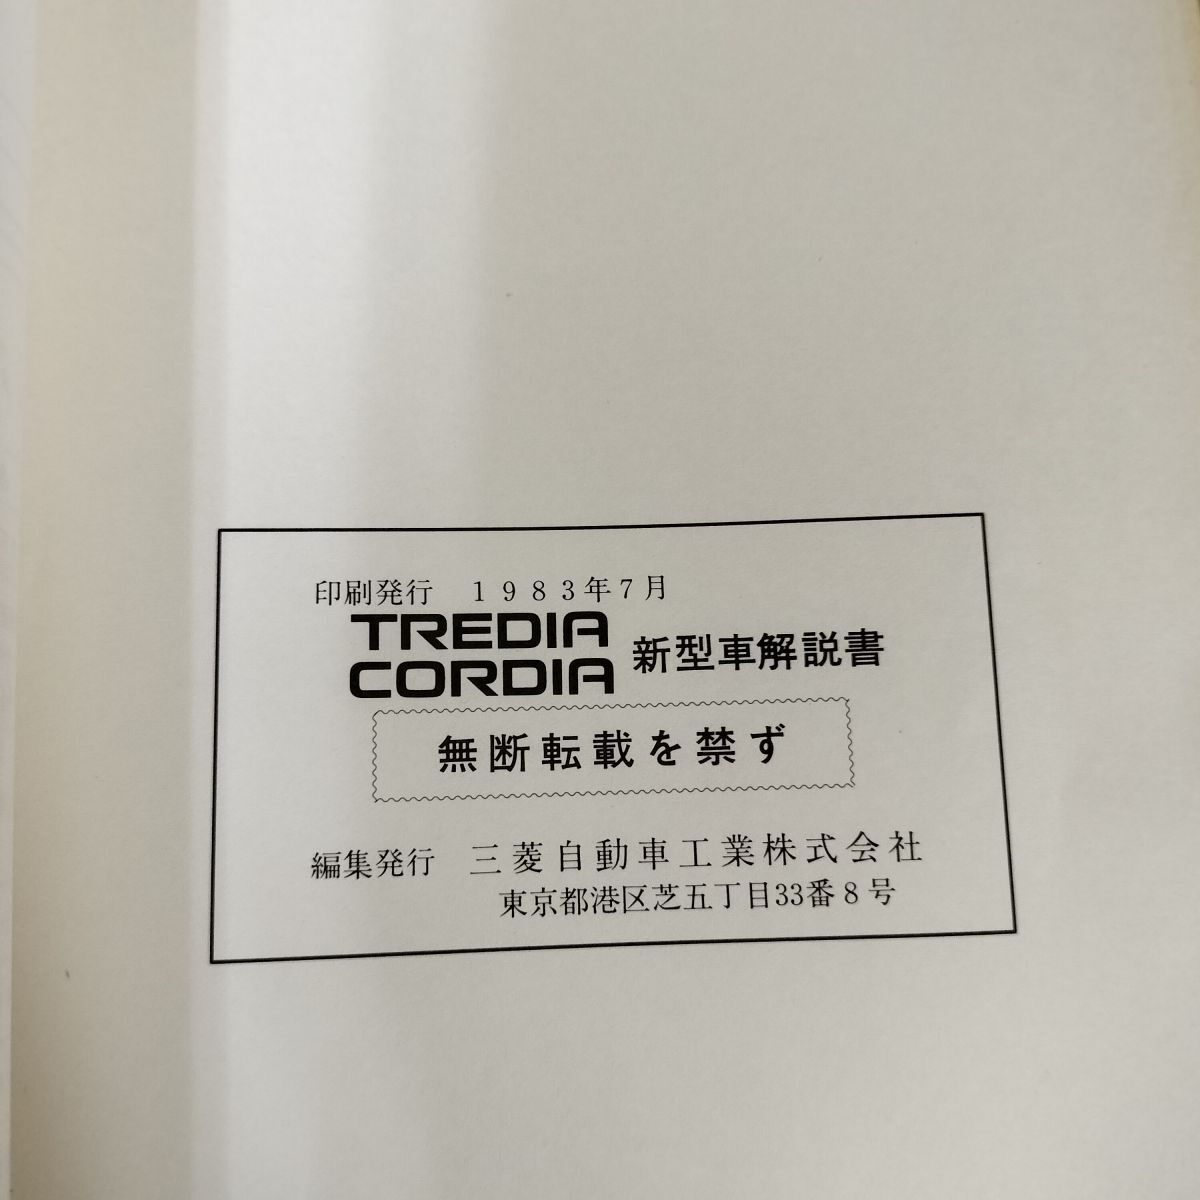 印刷発行 1983年7月
TREDIA
CORDIA 新型車解説書
無断転載を禁ず
編集発行 三菱自動車工業株式会社
東京都港区芝五丁目33番8号